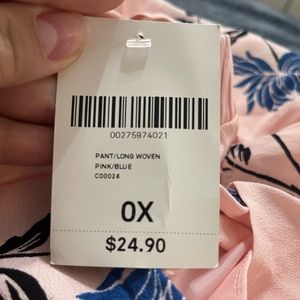 00275974021
PANT/LONG WOVEN
PINK/BLUE
C00024
0X
$24.90